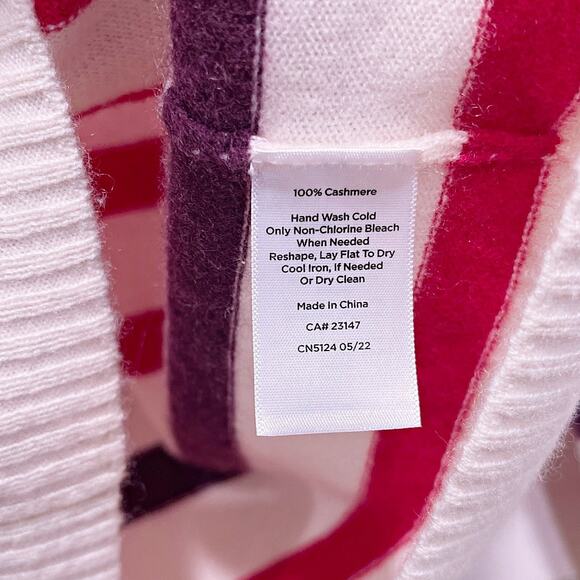 100% Cashmere
Hand Wash Cold
Only Non-Chlorine Bleach
When Needed
Reshape, Lay Flat To Dry
Cool Iron, If Needed
Or Dry Clean
Made In China
CA# 23147
CN5124 05/22